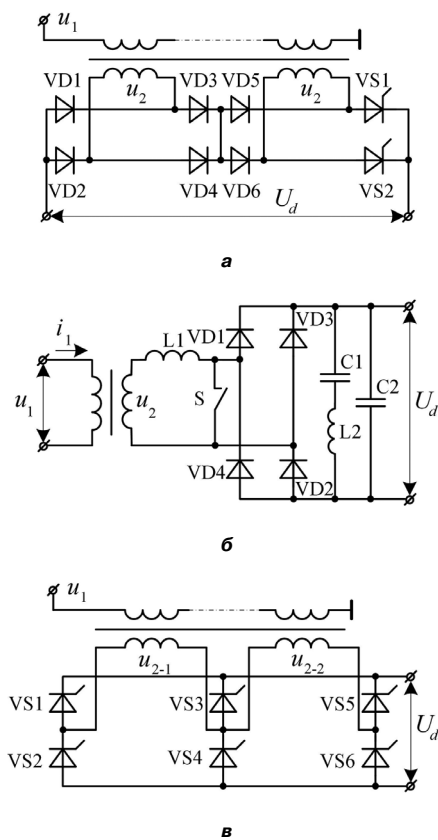 u1
VD1 VD3 VD5 VS1
u2 u2
VD2 VD4 VD6 VS2
Ud
а
i1 L1 VD1 VD3
C1
C2
u1 u2 S Ud
L2
VD4 VD2
б
u1
u2-1 u2-2
VS1 VS3 VS5
Ud
VS2 VS4 VS6
в